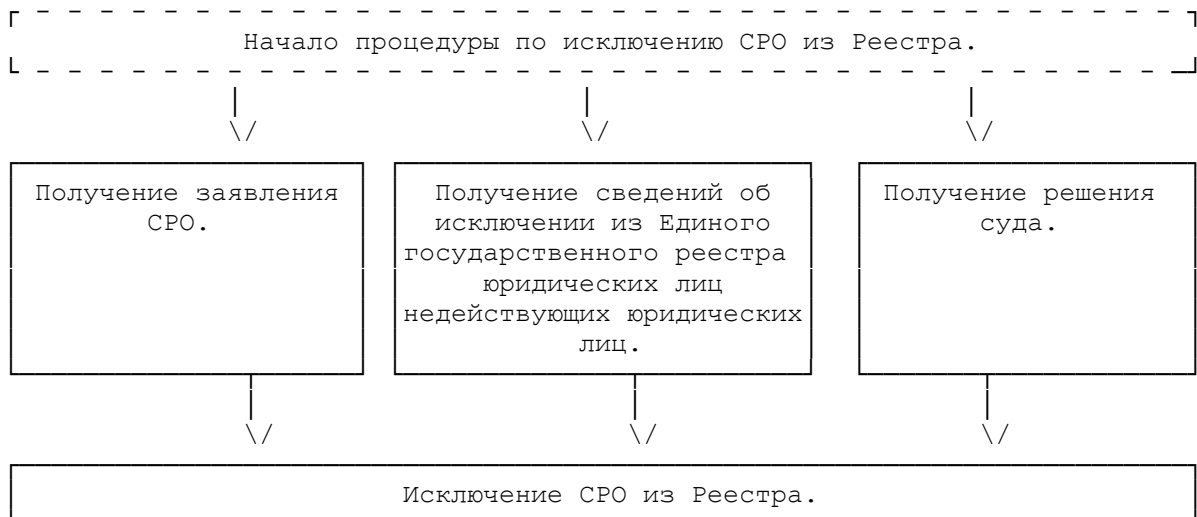 Начало процедуры по исключению СРО из Реестра.
Получение заявления
СРО.
Получение сведений об
исключении из Единого
государственного реестра
юридических лиц
недействующих юридических
лиц.
Получение решения
суда.
Исключение СРО из Реестра.